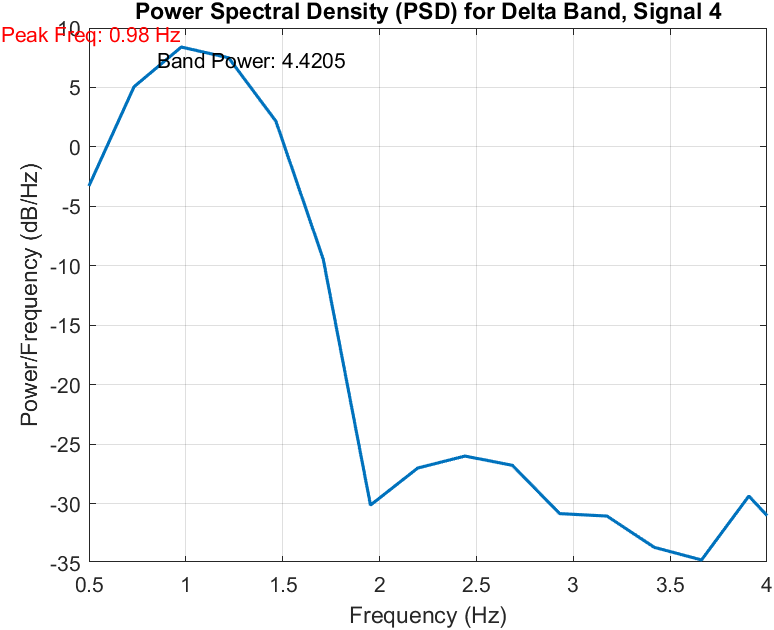 Power Spectral Density (PSD) for Delta Band, Signal 4
10
Peak Freq: 0.98 Hz
Band Power: 4.4205
5
0
-5
-10
-15
-20
-25
-30
-35
Power/Frequency (dB/Hz)
0.5 1 1.5 2 2.5 3 3.5 4
Frequency (Hz)